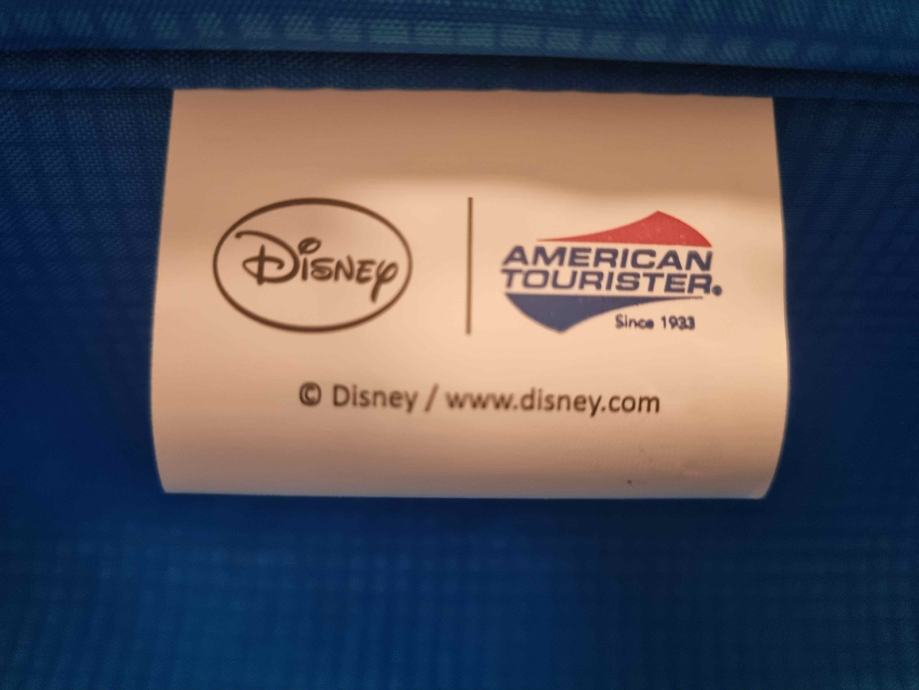 Disney
AMERICAN
TOURISTER.
Since 1933
© Disney / www.disney.com